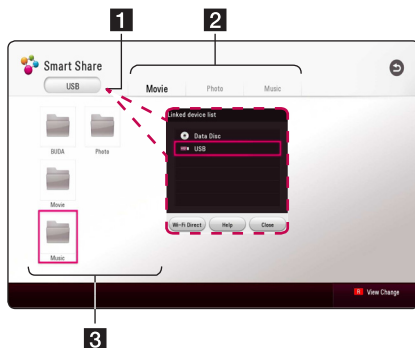 1
2
Smart Share
USB
Movie
Photo
Music
Linked device list
Data Disc
USB
BUDA
Photo
Movie
Wi-Fi Direct
Help
Close
Music
R View Change
3